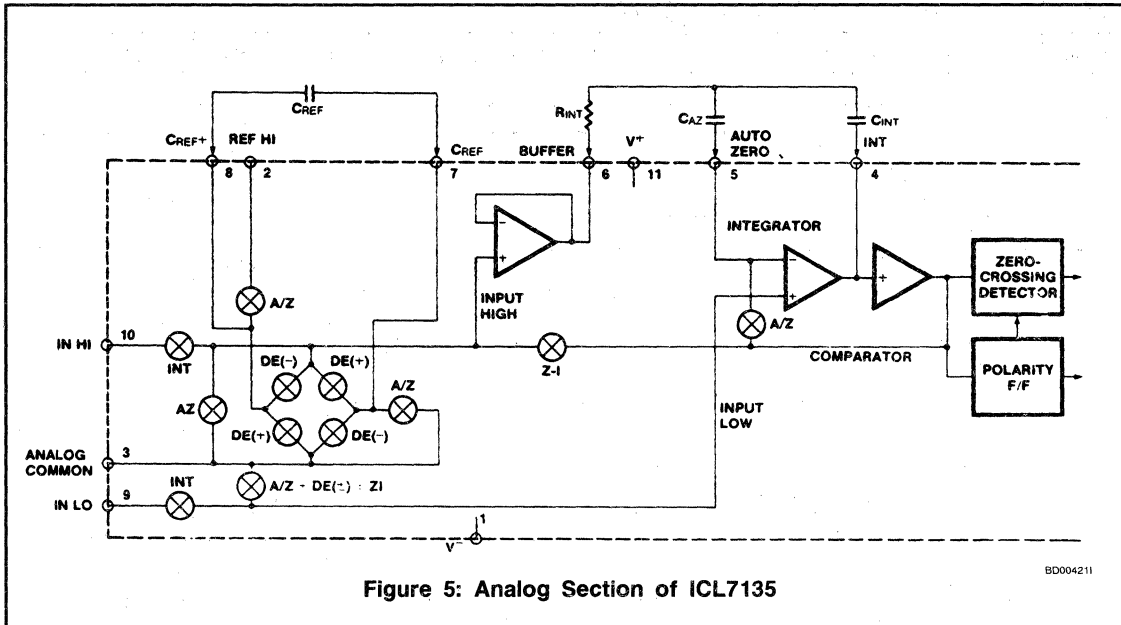 CREF
CREF+
REF HI
CREF
BUFFER
RINT
V+
CAZ
AUTO
ZERO
CINT
INT
8
2
7
6
11
5
4
INTEGRATOR
−
+
−
+
+
ZERO-
CROSSING
DETECTOR
A/Z
INPUT
HIGH
A/Z
IN HI
10
INT
Z-I
COMPARATOR
POLARITY
F/F
DE(−)
DE(+)
A/Z
AZ
DE(+)
DE(−)
INPUT
LOW
ANALOG
COMMON
3
INT
A/Z
DE(±)
ZI
IN LO
9
1
V−
BD004211
Figure 5: Analog Section of ICL7135